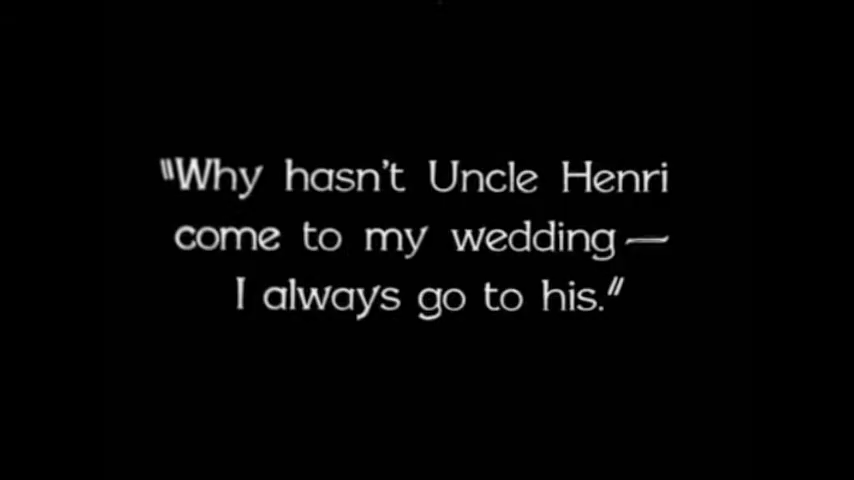 "Why hasn't Uncle Henri
come to my wedding —
I always go to his."